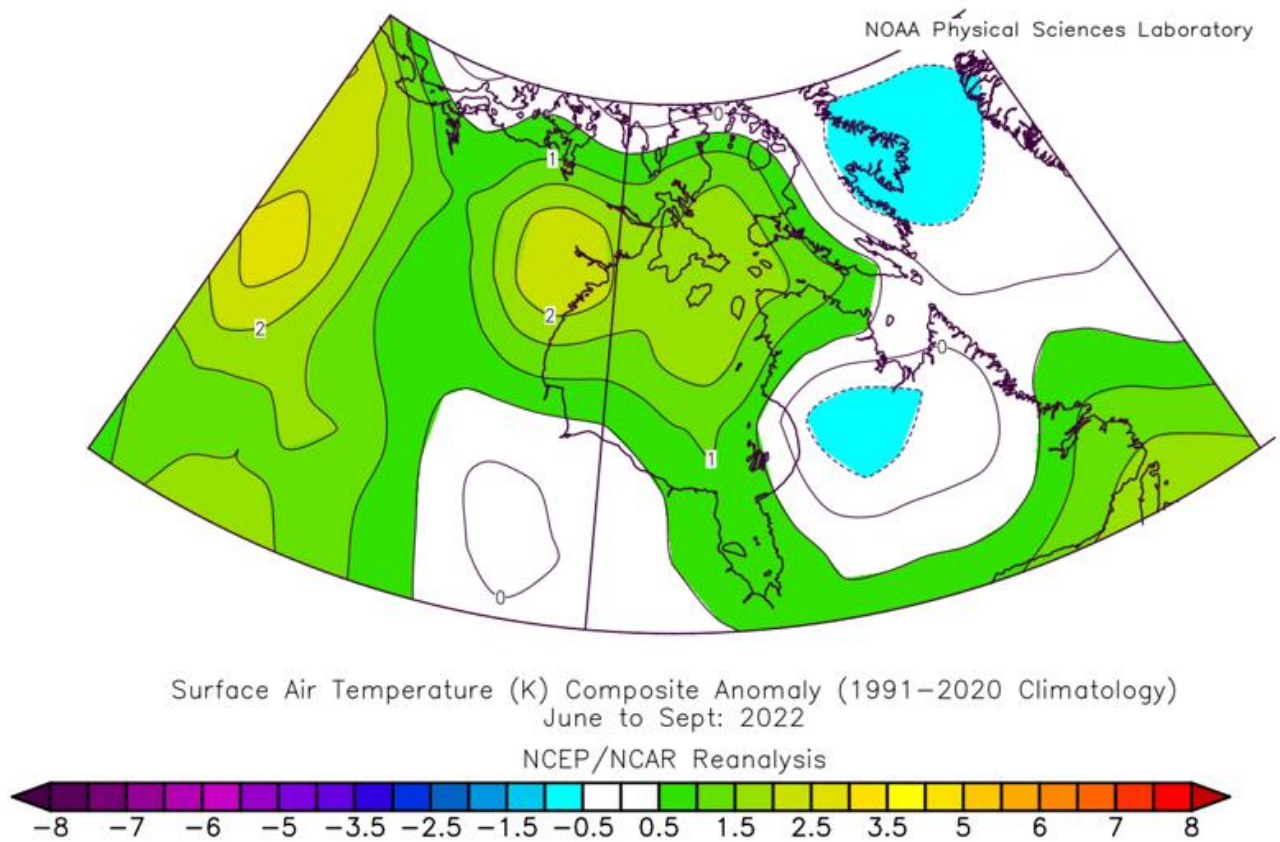 NOAA Physical Sciences Laboratory
0
1
2
2
0
1
0
Surface Air Temperature (K) Composite Anomaly (1991-2020 Climatology)
June to Sept: 2022
NCEP/NCAR Reanalysis
-8 -7 -6 -5 -3.5 -2.5 -1.5 -0.5 0.5 1.5 2.5 3.5 5 6 7 8